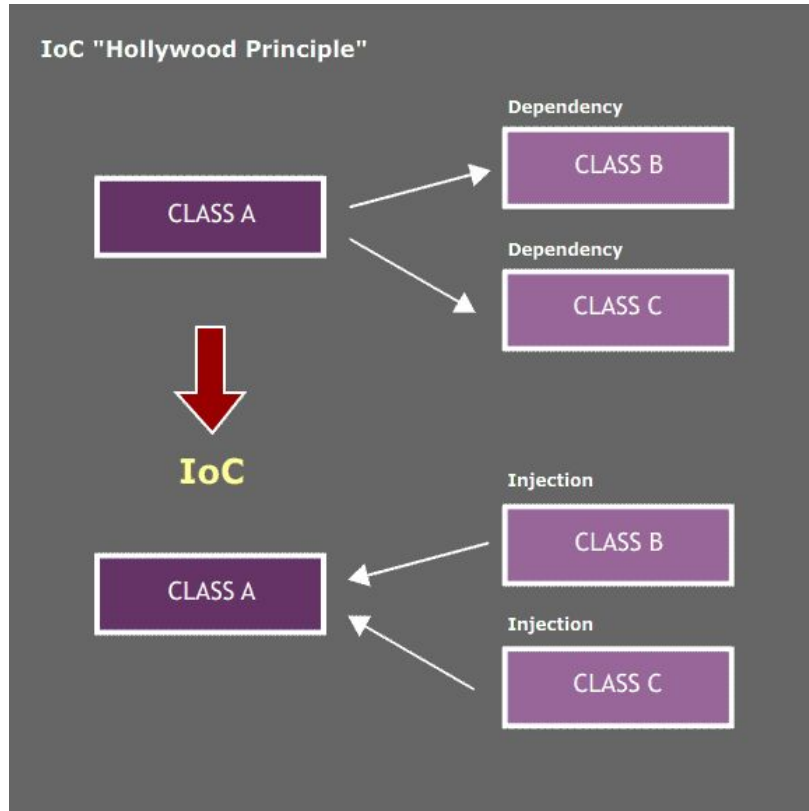 IoC "Hollywood Principle"
Dependency
CLASS B
CLASS A
Dependency
CLASS C
IoC
Injection
CLASS B
CLASS A
Injection
CLASS C